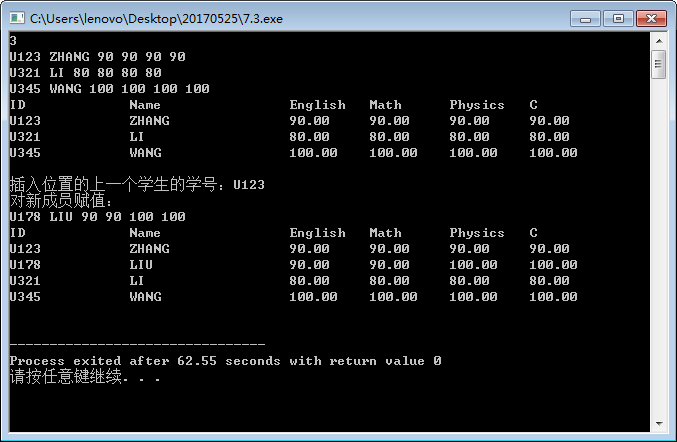 C:\Users\lenovo\Desktop\20170525\7.3.exe
3
U123 ZHANG 90 90 90 90
U321 LI 80 80 80 80
U345 WANG 100 100 100 100
ID Name English Math Physics C
U123 ZHANG 90.00 90.00 90.00 90.00
U321 LI 80.00 80.00 80.00 80.00
U345 WANG 100.00 100.00 100.00 100.00
插入位置的上一个学生的学号：U123
对新成员赋值：
U178 LIU 90 90 100 100
ID Name English Math Physics C
U123 ZHANG 90.00 90.00 90.00 90.00
U178 LIU 90.00 90.00 100.00 100.00
U321 LI 80.00 80.00 80.00 80.00
U345 WANG 100.00 100.00 100.00 100.00
--------------------------------
Process exited after 62.55 seconds with return value 0
请按任意键继续. . .